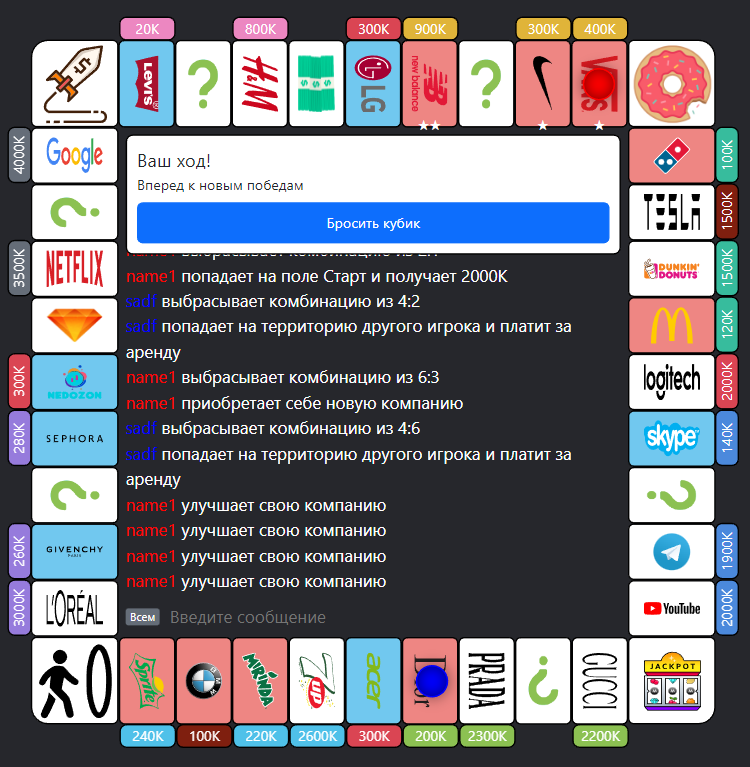 20K
800K
300K
900K
300K
400K
LEVI'S
H&M
LG
new balance
VANS
4000K
Google
100K
Ваш ход!
Вперед к новым победам
Бросить кубик
1500K
TESLA
3500K
NETFLIX
name1 попадает на поле Старт и получает 2000K
DUNKIN' DONUTS
1500K
sadf выбрасывает комбинацию из 4:2
sadf попадает на территорию другого игрока и платит за
аренду
120K
300K
NEDOZON
name1 выбрасывает комбинацию из 6:3
name1 приобретает себе новую компанию
logitech
2000K
280K
SEPHORA
sadf выбрасывает комбинацию из 4:6
sadf попадает на территорию другого игрока и платит за
аренду
skype
140K
name1 улучшает свою компанию
name1 улучшает свою компанию
name1 улучшает свою компанию
name1 улучшает свою компанию
260K
GIVENCHY
PARIS
1900K
3000K
L'ORÉAL
YouTube
2000K
Всем
Введите сообщение
Sprite
BMW
MIRINDA
7UP
acer
Dior
PRADA
GUCCI
JACKPOT
240K
100K
220K
2600K
300K
200K
2300K
2200K